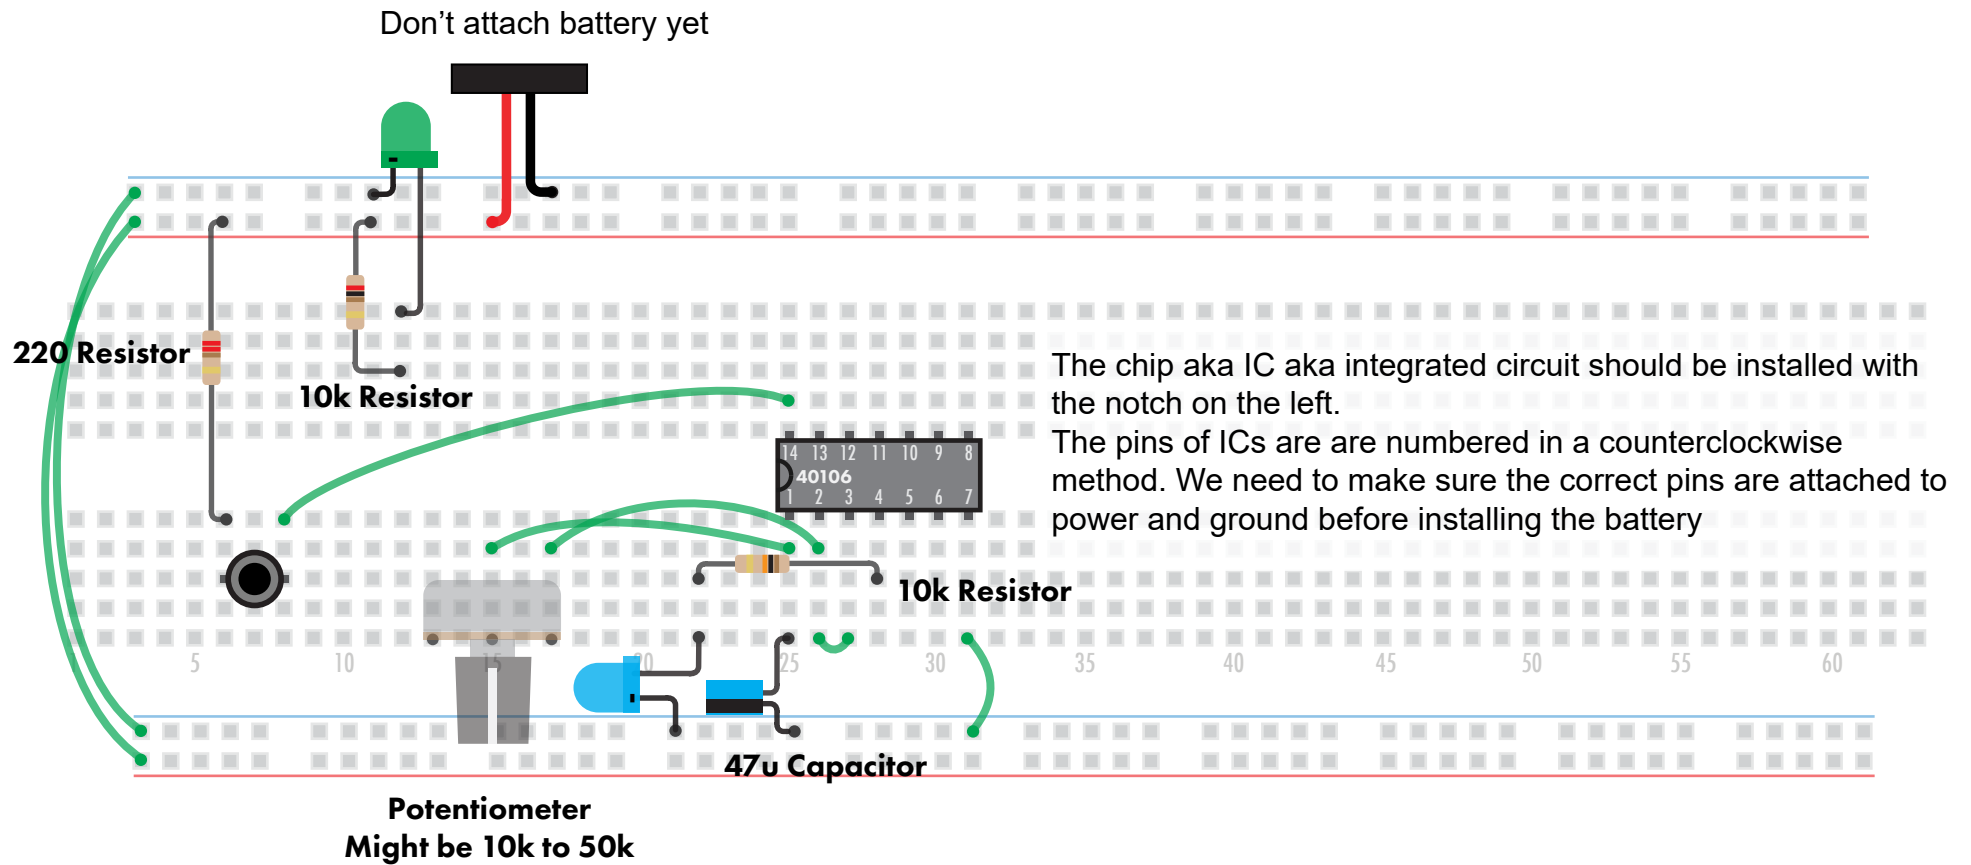 Don’t attach battery yet
220 Resistor
10k Resistor
The chip aka IC aka integrated circuit should be installed with
the notch on the left.
The pins of ICs are are numbered in a counterclockwise
method. We need to make sure the correct pins are attached to
power and ground before installing the battery
14 13 12 11 10 9 8
40106
1 2 3 4 5 6 7
10k Resistor
5 10 15 20 25 30 35 40 45 50 55 60
47u Capacitor
Potentiometer
Might be 10k to 50k